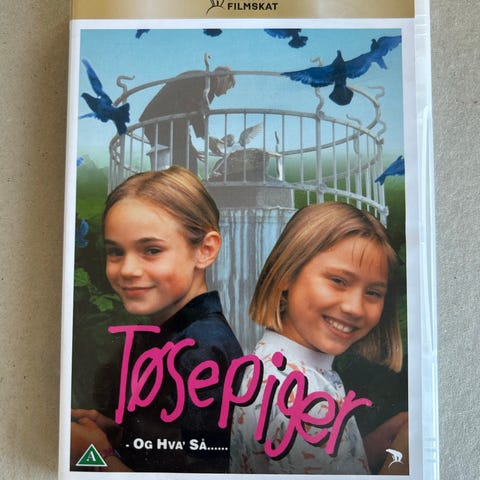 FILMSKAT
Tøsepiger
- OG HVA' SÅ......
A